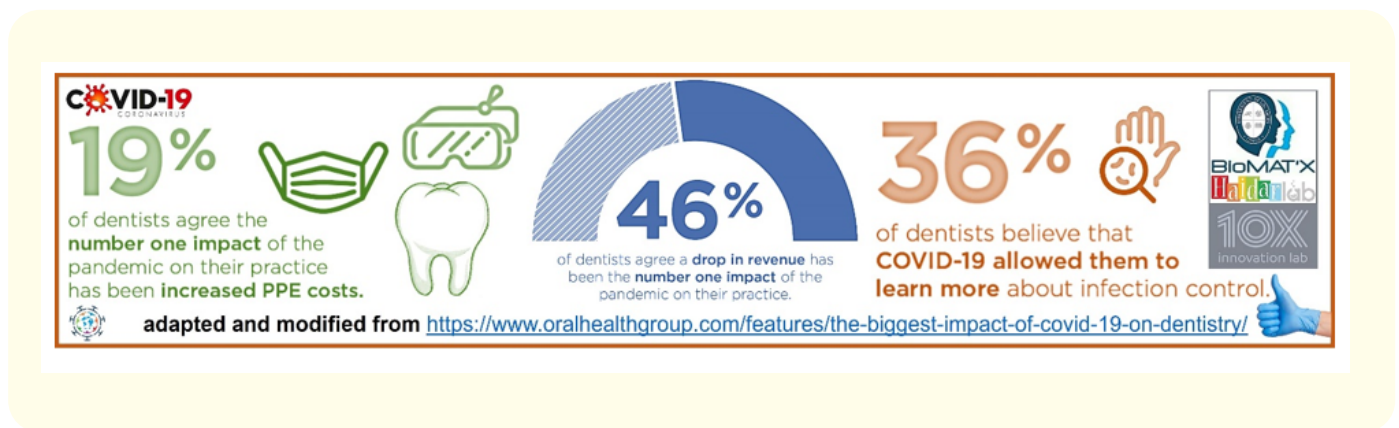 COVID-19
CORONAVIRUS
19%
of dentists agree the
number one impact of the
pandemic on their practice
has been increased PPE costs.
46%
of dentists agree a drop in revenue has
been the number one impact of the
pandemic on their practice.
36%
of dentists believe that
COVID-19 allowed them to
learn more about infection control.
BioMAT'X
Haidar lab
10X
innovation lab
adapted and modified from https://www.oralhealthgroup.com/features/the-biggest-impact-of-covid-19-on-dentistry/